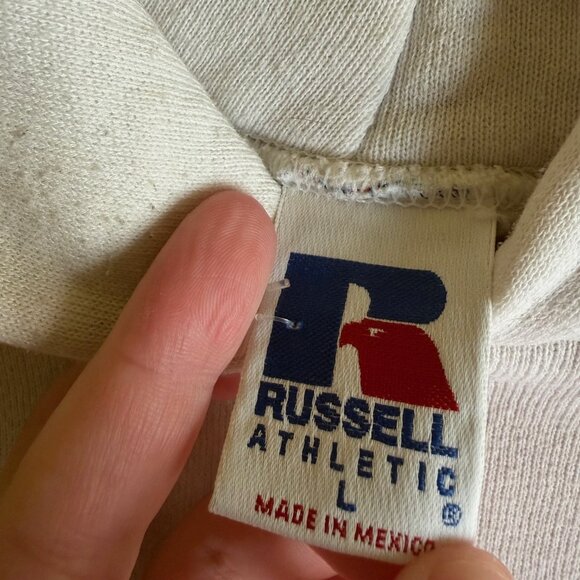 R
RUSSELL
ATHLETIC
L ®
MADE IN MEXICO